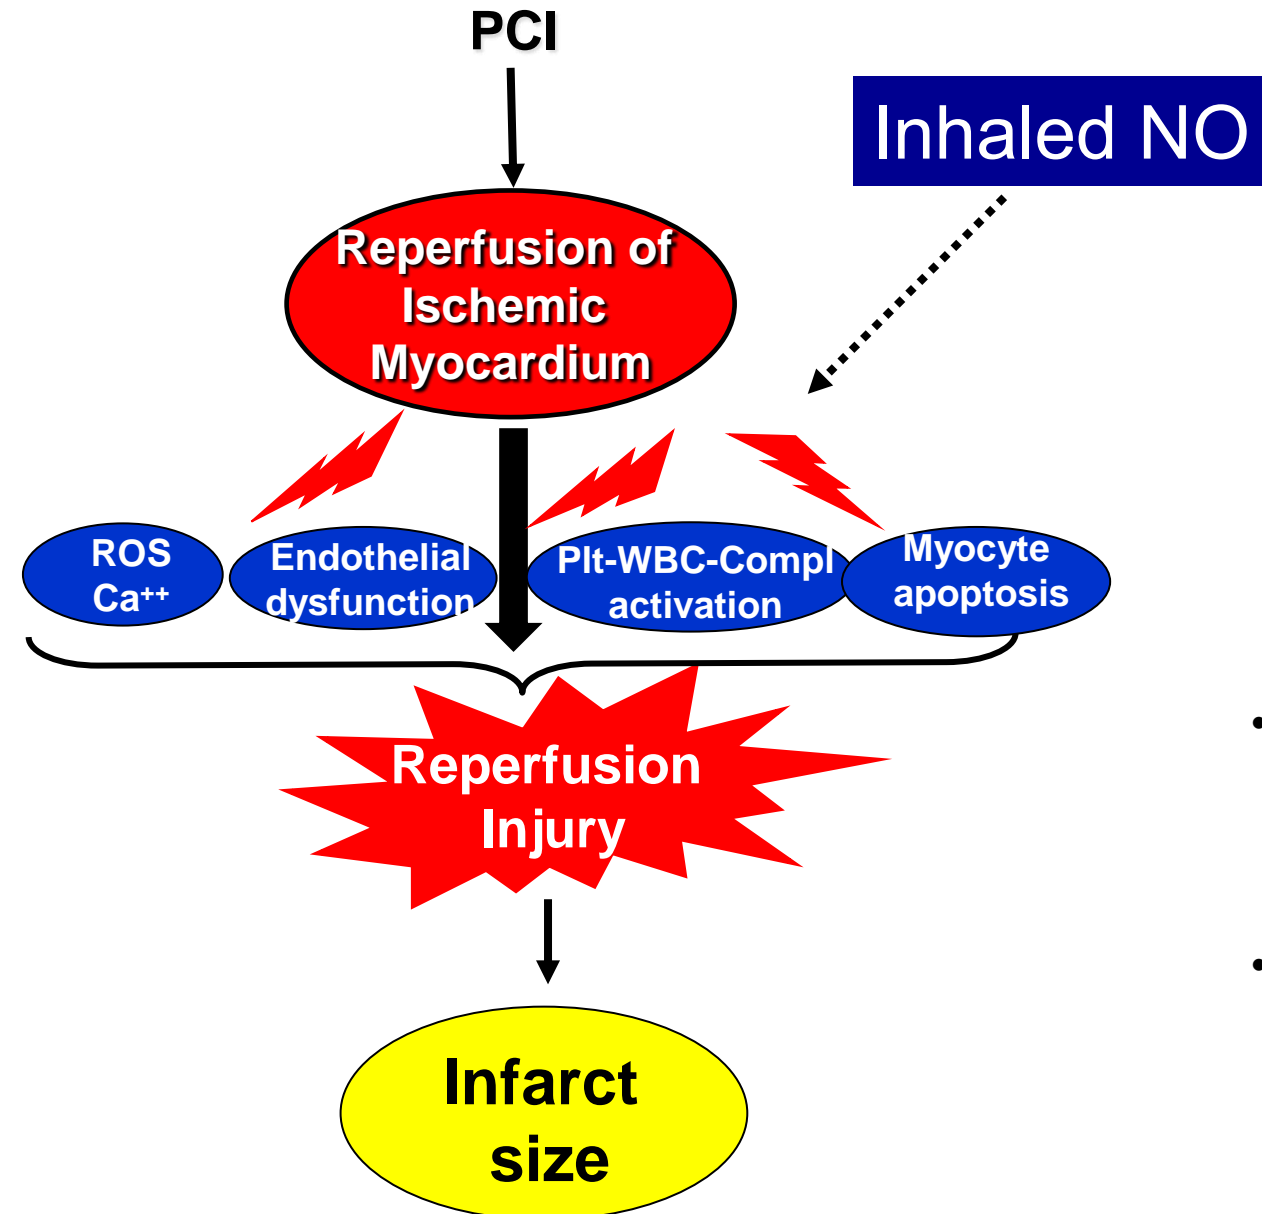 PCI
Inhaled NO
Reperfusion of
Ischemic
Myocardium
ROS
Ca⁺⁺
Endothelial
dysfunction
Plt-WBC-Compl
activation
Myocyte
apoptosis
Reperfusion
Injury
Infarct
size